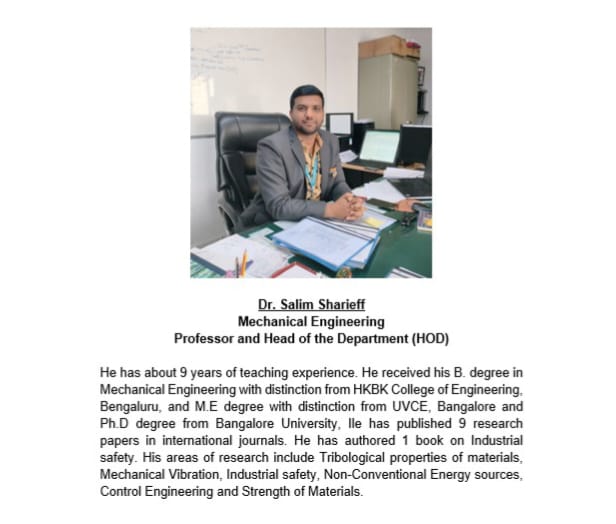 Dr. Salim Sharieff
Mechanical Engineering
Professor and Head of the Department (HOD)
He has about 9 years of teaching experience. He received his B. degree in
Mechanical Engineering with distinction from HKBK College of Engineering,
Bengaluru, and M.E degree with distinction from UVCE, Bangalore and
Ph.D degree from Bangalore University, Ile has published 9 research
papers in international journals. He has authored 1 book on Industrial
safety. His areas of research include Tribological properties of materials,
Mechanical Vibration, Industrial safety, Non-Conventional Energy sources,
Control Engineering and Strength of Materials.